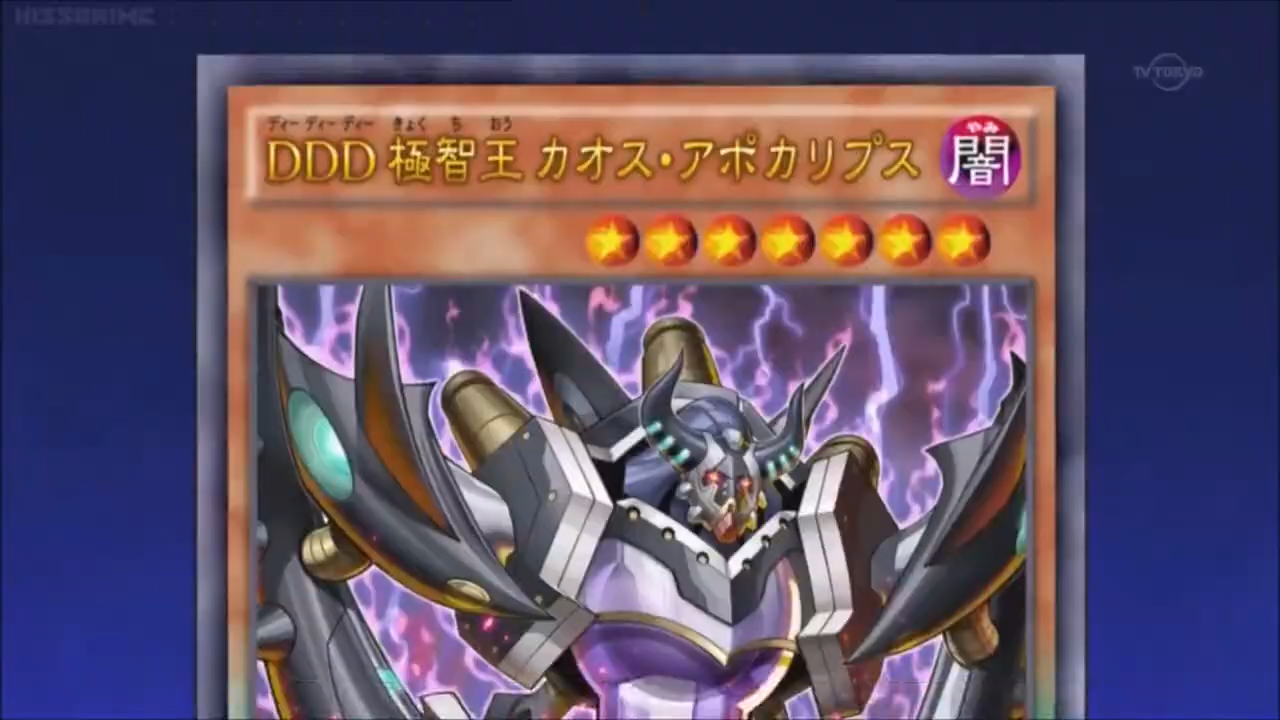 HISSBRIME
TV TOKYO
ディーディーディー きょくちおう
DDD 極智王 カオス・アポカリプス
やみ
闇